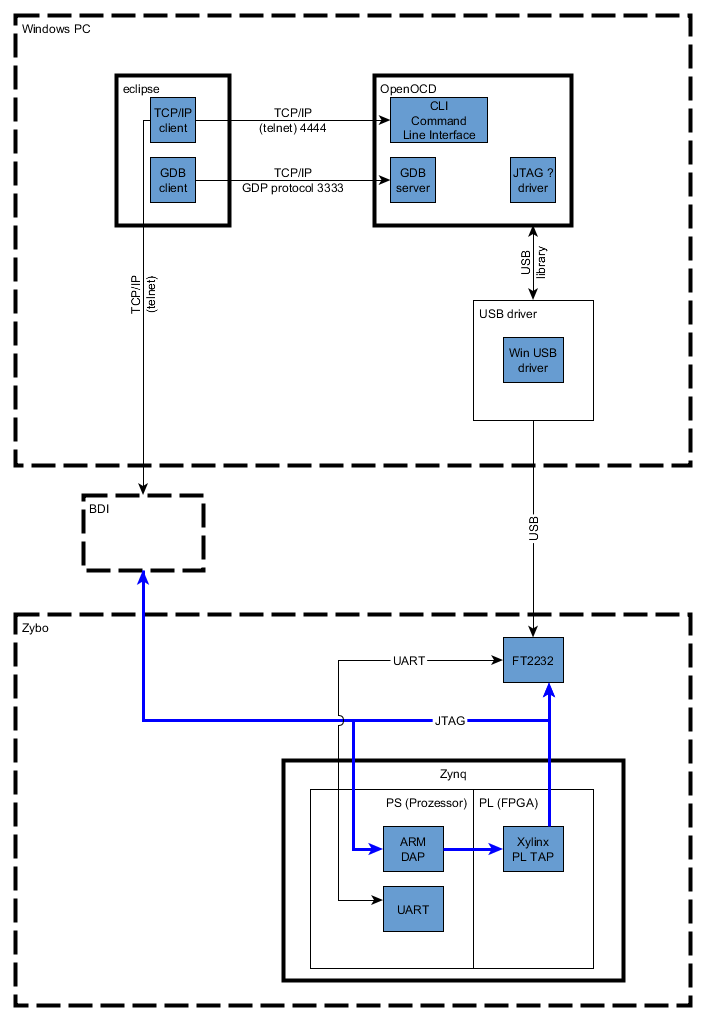 Windows PC
eclipse
TCP/IP
client
GDB
client
TCP/IP
(telnet) 4444
TCP/IP
GDP protocol 3333
OpenOCD
CLI
Command
Line Interface
GDB
server
JTAG ?
driver
TCP/IP
(telnet)
USB
library
USB driver
Win USB
driver
BDI
USB
Zybo
FT2232
UART
JTAG
Zynq
PS (Prozessor)
PL (FPGA)
ARM
DAP
Xylinx
PL TAP
UART